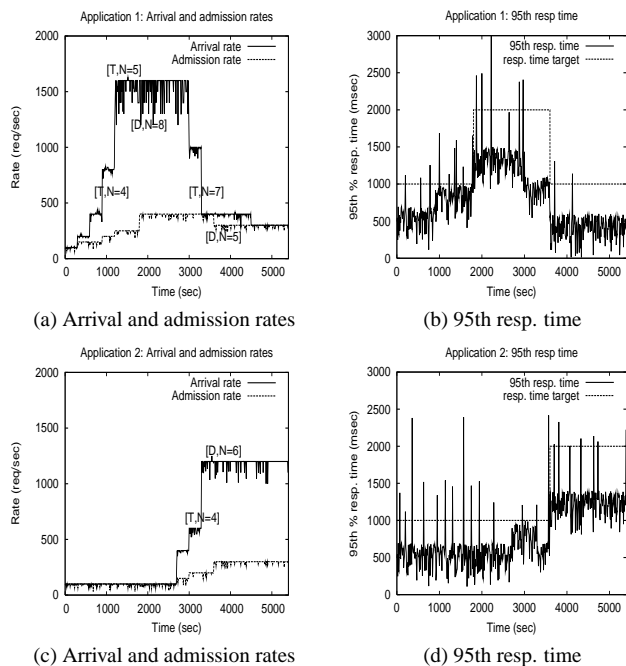 Application 1: Arrival and admission rates
2000
1500
1000
500
0
Rate (req/sec)
Arrival rate
Admission rate
[T,N=5]
[D,N=8]
[T,N=4]
[T,N=7]
[D,N=5]
0 1000 2000 3000 4000 5000
Time (sec)
(a) Arrival and admission rates
Application 1: 95th resp time
3000
2500
2000
1500
1000
500
0
95th % resp. time (msec)
95th resp. time
resp. time target
0 1000 2000 3000 4000 5000
Time (sec)
(b) 95th resp. time
Application 2: Arrival and admission rates
2000
1500
1000
500
0
Rate (req/sec)
Arrival rate
Admission rate
[D,N=6]
[T,N=4]
0 1000 2000 3000 4000 5000
Time (sec)
(c) Arrival and admission rates
Application 2: 95th resp time
3000
2500
2000
1500
1000
500
0
95th % resp. time (msec)
95th resp. time
resp. time target
0 1000 2000 3000 4000 5000
Time (sec)
(d) 95th resp. time